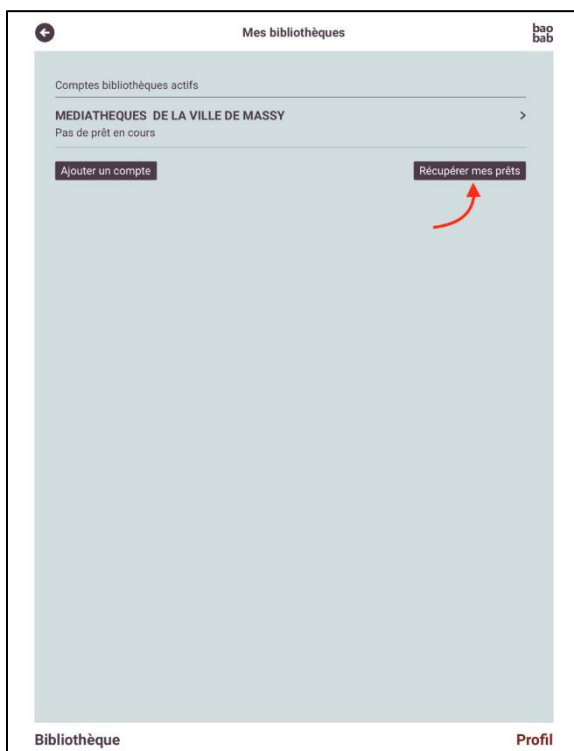 Mes bibliothèques
bao
bab
Comptes bibliothèques actifs
MEDIATHEQUES DE LA VILLE DE MASSY
Pas de prêt en cours
Ajouter un compte
Récupérer mes prêts
Bibliothèque
Profil